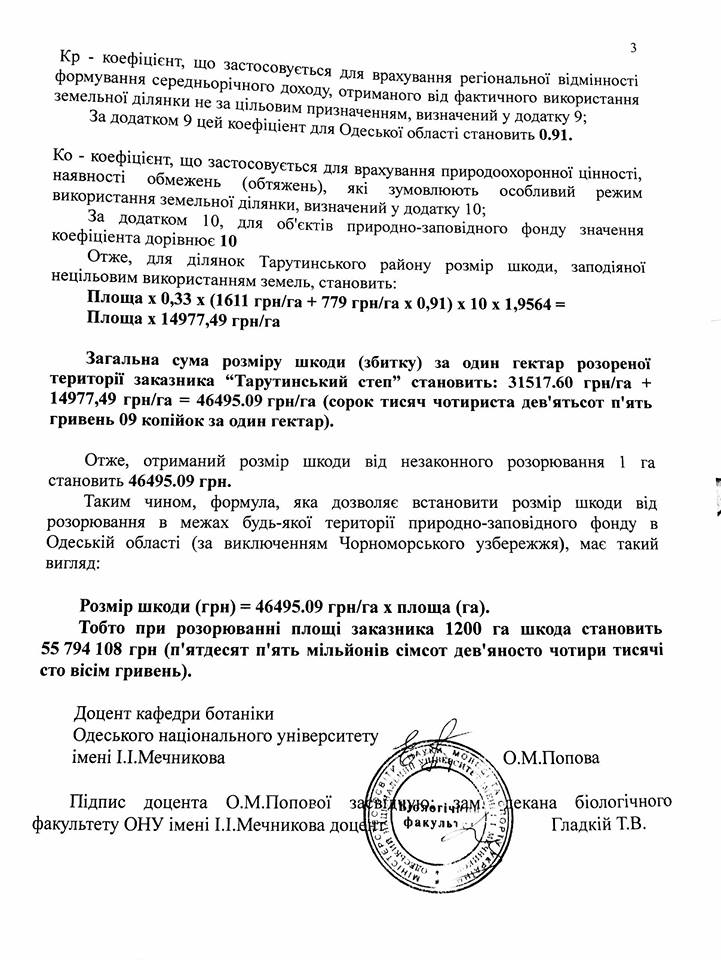 3
Кр - коефіцієнт, що застосовується для врахування регіональної відмінності
формування середньорічного доходу, отриманого від фактичного використання
земельної ділянки не за цільовим призначенням, визначений у додатку 9;
За додатком 9 цей коефіціент для Одеської області становить 0.91.
Ко - коефіцієнт, що застосовується для врахування природоохоронної цінності,
наявності обмежень (обтяжень), які зумовлюють особливий режим
використання земельної ділянки, визначений у додатку 10;
За додатком 10, для об'єктів природно-заповідного фонду значення
коефіціента дорівнює 10
Отже, для ділянок Тарутинського району розмір шкоди, заподіяної
нецільовим використанням земель, становить:
Площа х 0,33 х (1611 грн/га + 779 грн/га х 0,91) х 10 х 1,9564 =
Площа х 14977,49 грн/га
Загальна сума розміру шкоди (збитку) за один гектар розореної
території заказника “Тарутинський степ” становить: 31517.60 грн/га +
14977,49 грн/га = 46495.09 грн/га (сорок тисяч чотириста дев'ятьсот п'ять
гривень 09 копійок за один гектар).
Отже, отриманий розмір шкоди від незаконного розорювання 1 га
становить 46495.09 грн.
Таким чином, формула, яка дозволяє встановити розмір шкоди від
розорювання в межах будь-якої території природно-заповідного фонду в
Одеській області (за виключенням Чорноморського узбережжя), має такий
вигляд:
Розмір шкоди (грн) = 46495.09 грн/га х площа (га).
Тобто при розорюванні площі заказника 1200 га шкода становить
55 794 108 грн (п'ятдесят п'ять мільйонів сімсот дев'яносто чотири тисячі
сто вісім гривень).
Доцент кафедри ботаніки
Одеського національного університету
імені І.І.Мечникова О.М.Попова
Підпис доцента О.М.Попової засвідчую: зам. декана біологічного
факультету ОНУ імені І.І.Мечникова доцент Гладкій Т.В.
Біологічний
факульт